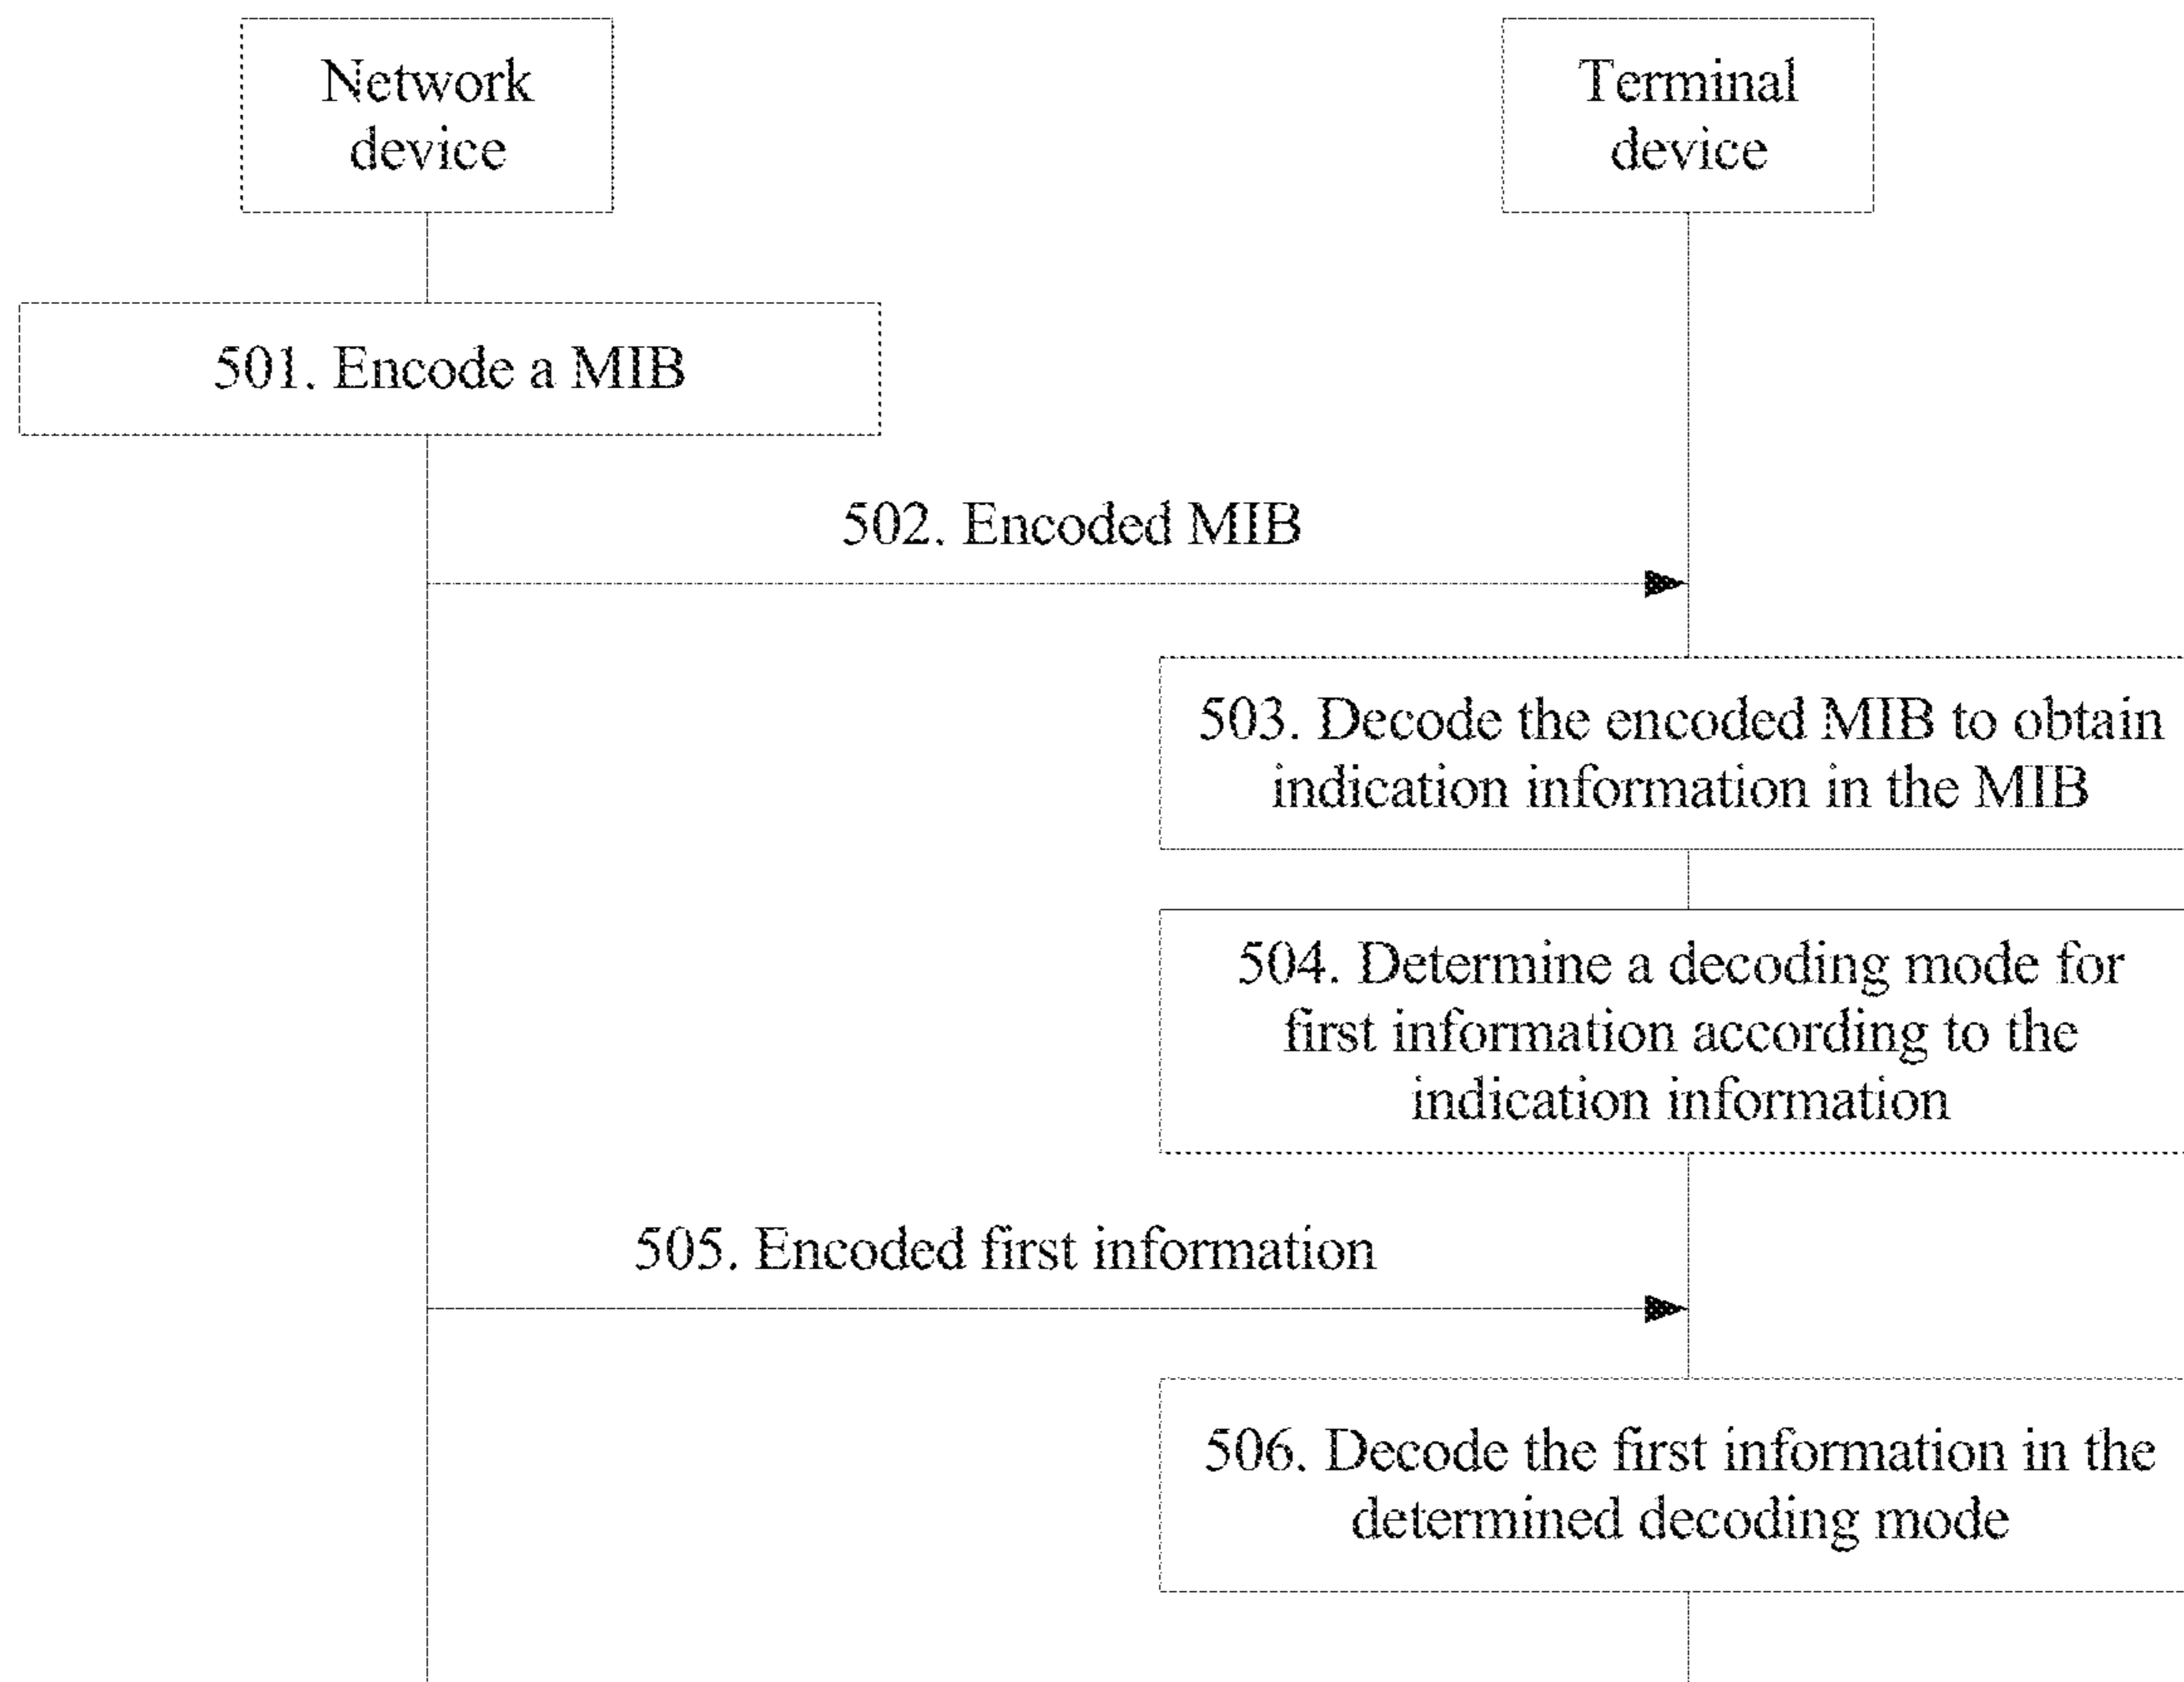 Network
device
Terminal
device
501. Encode a MIB
502. Encoded MIB
503. Decode the encoded MIB to obtain
indication information in the MIB
504. Determine a decoding mode for
first information according to the
indication information
505. Encoded first information
506. Decode the first information in the
determined decoding mode